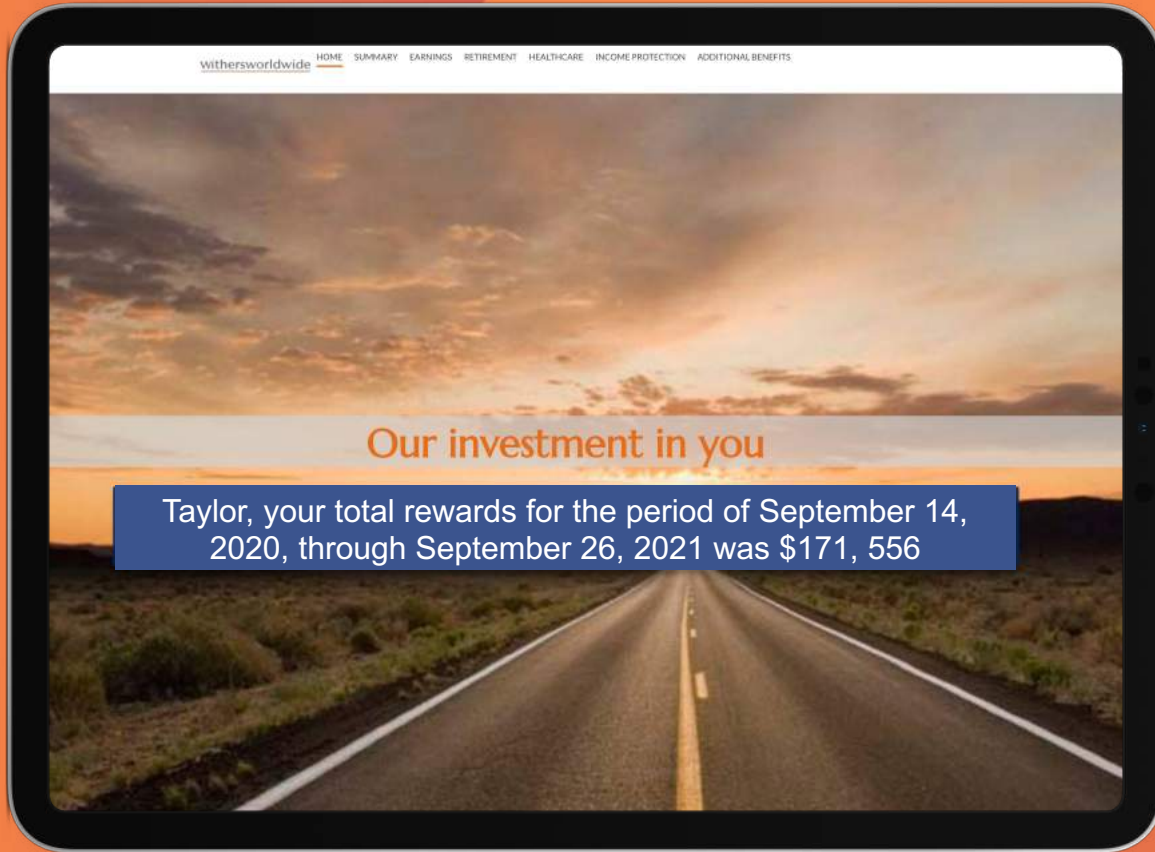 withersworldwide
HOME SUMMARY EARNINGS RETIREMENT HEALTHCARE INCOME PROTECTION ADDITIONAL BENEFITS
Our investment in you
Taylor, your total rewards for the period of September 14,
2020, through September 26, 2021 was $171, 556